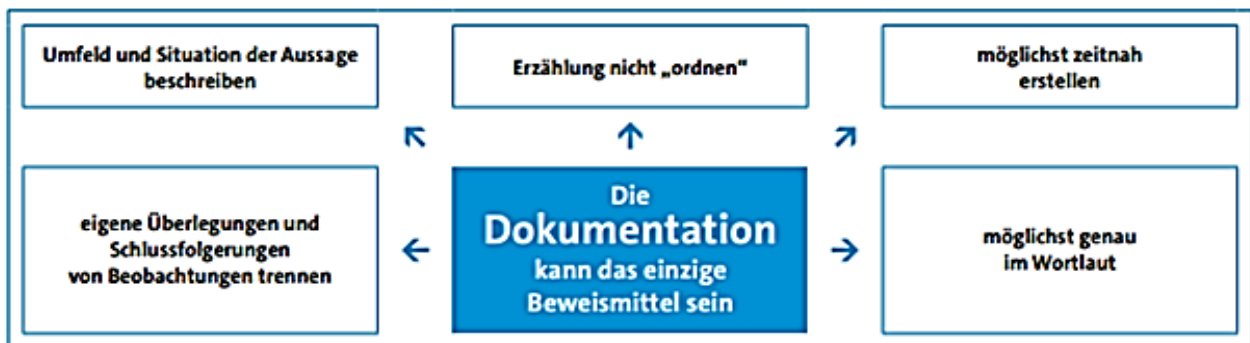 Umfeld und Situation der Aussage
beschreiben
Erzählung nicht „ordnen“
möglichst zeitnah
erstellen
eigene Überlegungen und
Schlussfolgerungen
von Beobachtungen trennen
Die
Dokumentation
kann das einzige
Beweismittel sein
möglichst genau
im Wortlaut